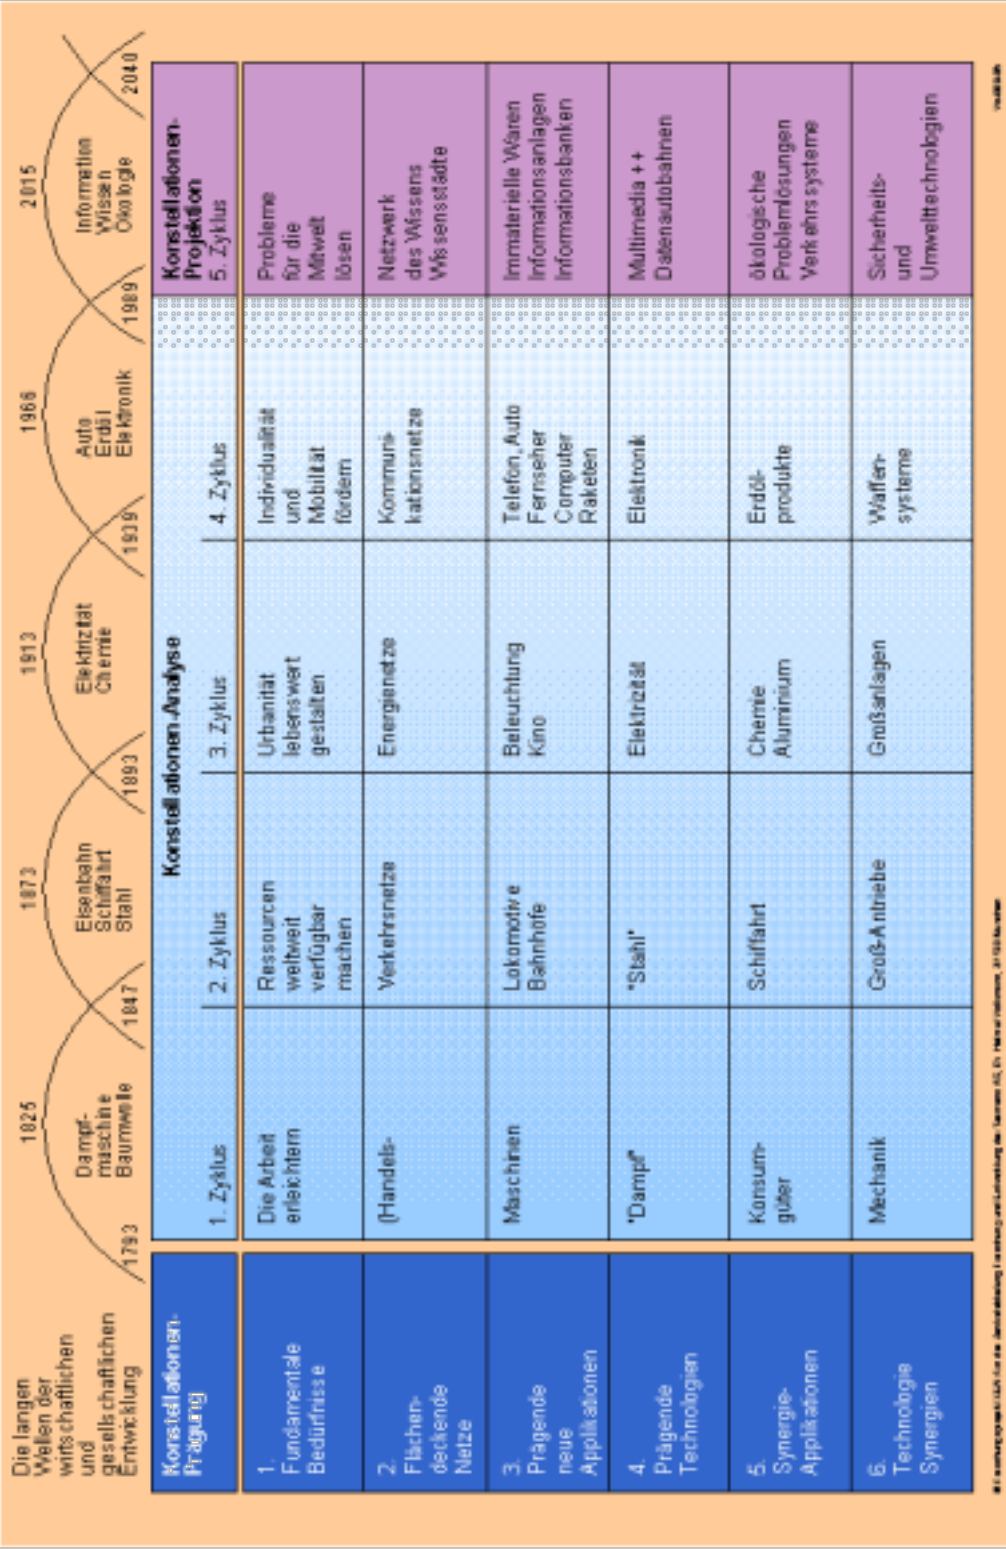 Die langen
Wellen der
wirtschaftlichen
und
gesellschaftlichen
Entwicklung
1825
1873
1913
1966
2015
Dampf-
maschine
Baumwolle
Eisenbahn
Schiffahrt
Stahl
Elektrizität
Chemie
Auto
Erdöl
Elektronik
Information
Wissen
Ökologie
1793
1847
1893
1939
1989
2040
Konstellationen-
Prägung
Konstellationen-Analyse
Konstellationen-
Projektion
1. Zyklus
2. Zyklus
3. Zyklus
4. Zyklus
5. Zyklus
1.
Fundamentale
Bedürfnisse
Die Arbeit
erleichtern
Ressourcen
weltweit
verfügbar
machen
Urbanität
lebenswert
gestalten
Individualität
und
Mobilität
fördern
Probleme
für die
Mitwelt
lösen
2.
Flächen-
deckende
Netze
(Handels-
Verkehrsnetze
Energienetze
Kommuni-
kationsnetze
Netzwerk
des Wissens
Wissensstädte
3.
Prägende
neue
Applikationen
Maschinen
Lokomotive
Bahnhöfe
Beleuchtung
Kino
Telefon, Auto
Fernseher
Computer
Raketen
Immaterielle Waren
Informationsanlagen
Informationsbanken
4.
Prägende
Technologien
"Dampf"
"Stahl"
Elektrizität
Elektronik
Multimedia ++
Datenautobahnen
5.
Synergie-
Applikationen
Konsum-
güter
Schiffahrt
Chemie
Aluminium
Erdöl-
produkte
ökologische
Problemlösungen
Verkehrssysteme
6.
Technologie
Synergien
Mechanik
Groß-Antriebe
Großanlagen
Waffen-
systeme
Sicherheits-
und
Umwelttechnologien